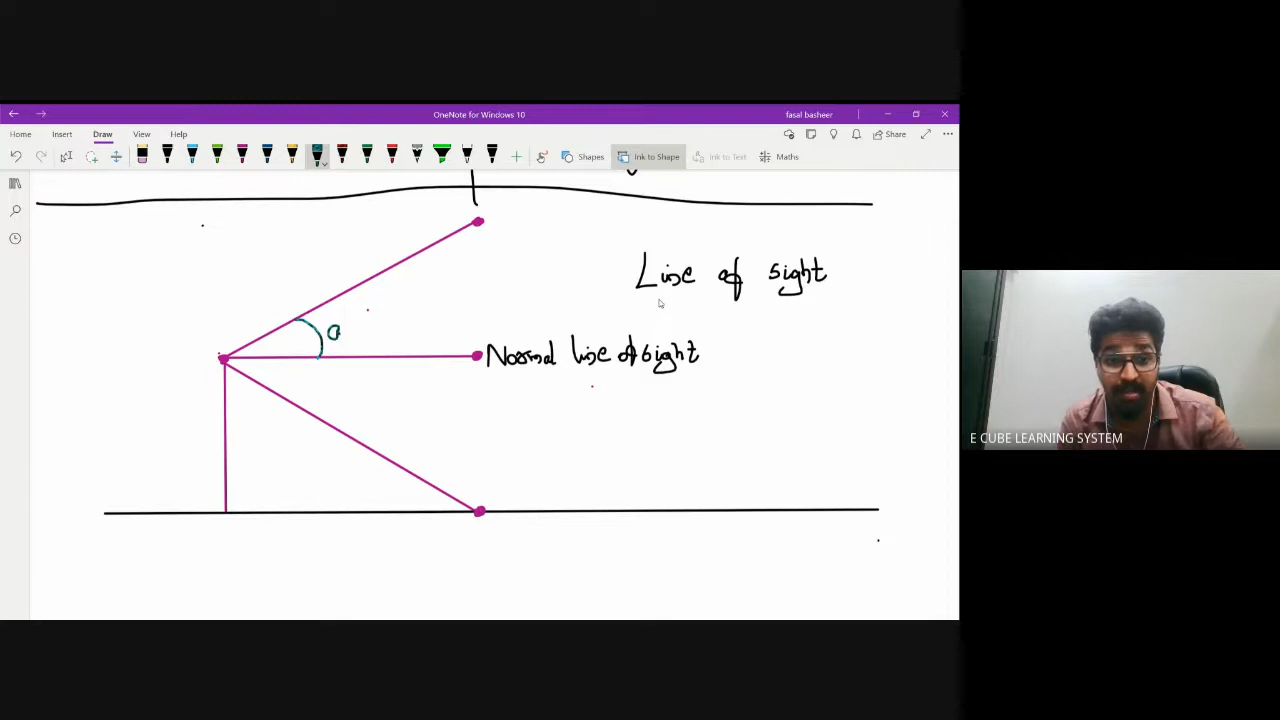 OneNote for Windows 10
fasal basheer
Home Insert Draw View Help
Share
Shapes
Ink to Shape
Ink to Text
Maths
Line of sight
θ
Normal line of sight
E CUBE LEARNING SYSTEM